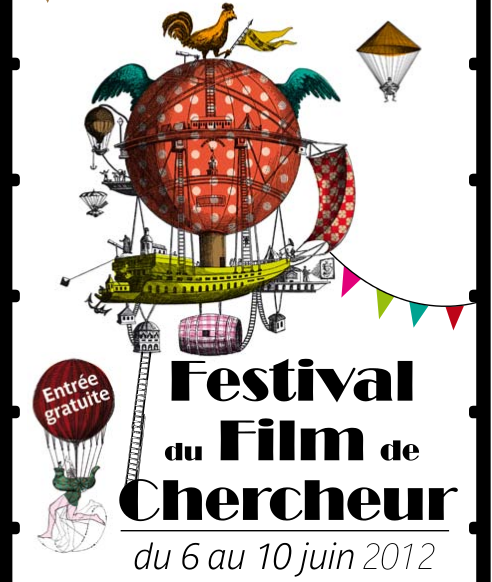 Entrée
gratuite
Festival
du Film de
Chercheur
du 6 au 10 juin 2012